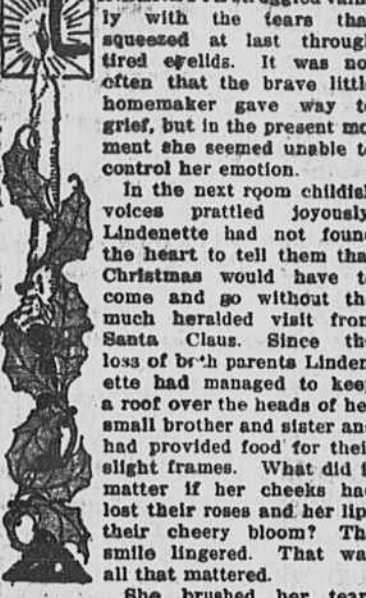 ly with the tears tha
squeezed at last through
tired eyelids. It was no
often that the brave littl
homemaker gave way t
grief, but in the present mo
ment she seemed unable t
control her emotion.
In the next room childis
voices prattled joyously
Lindenette had not foun
the heart to tell them tha
Christmas would have t
come and go without th
much heralded visit from
Santa Claus. Since th
loss of both parents Linden
ette had managed to kee
a roof over the heads of he
small brother and sister an
had provided food for thei
slight frames. What did i
matter if her cheeks ha
lost their roses and her lip
their cheery bloom? Th
smile lingered. That wa
all that mattered.
She brushed her tear